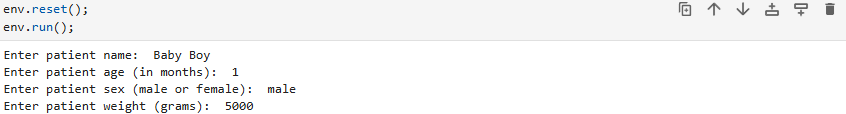 env.reset();
env.run();
Enter patient name:  Baby Boy
Enter patient age (in months):  1
Enter patient sex (male or female):  male
Enter patient weight (grams):  5000